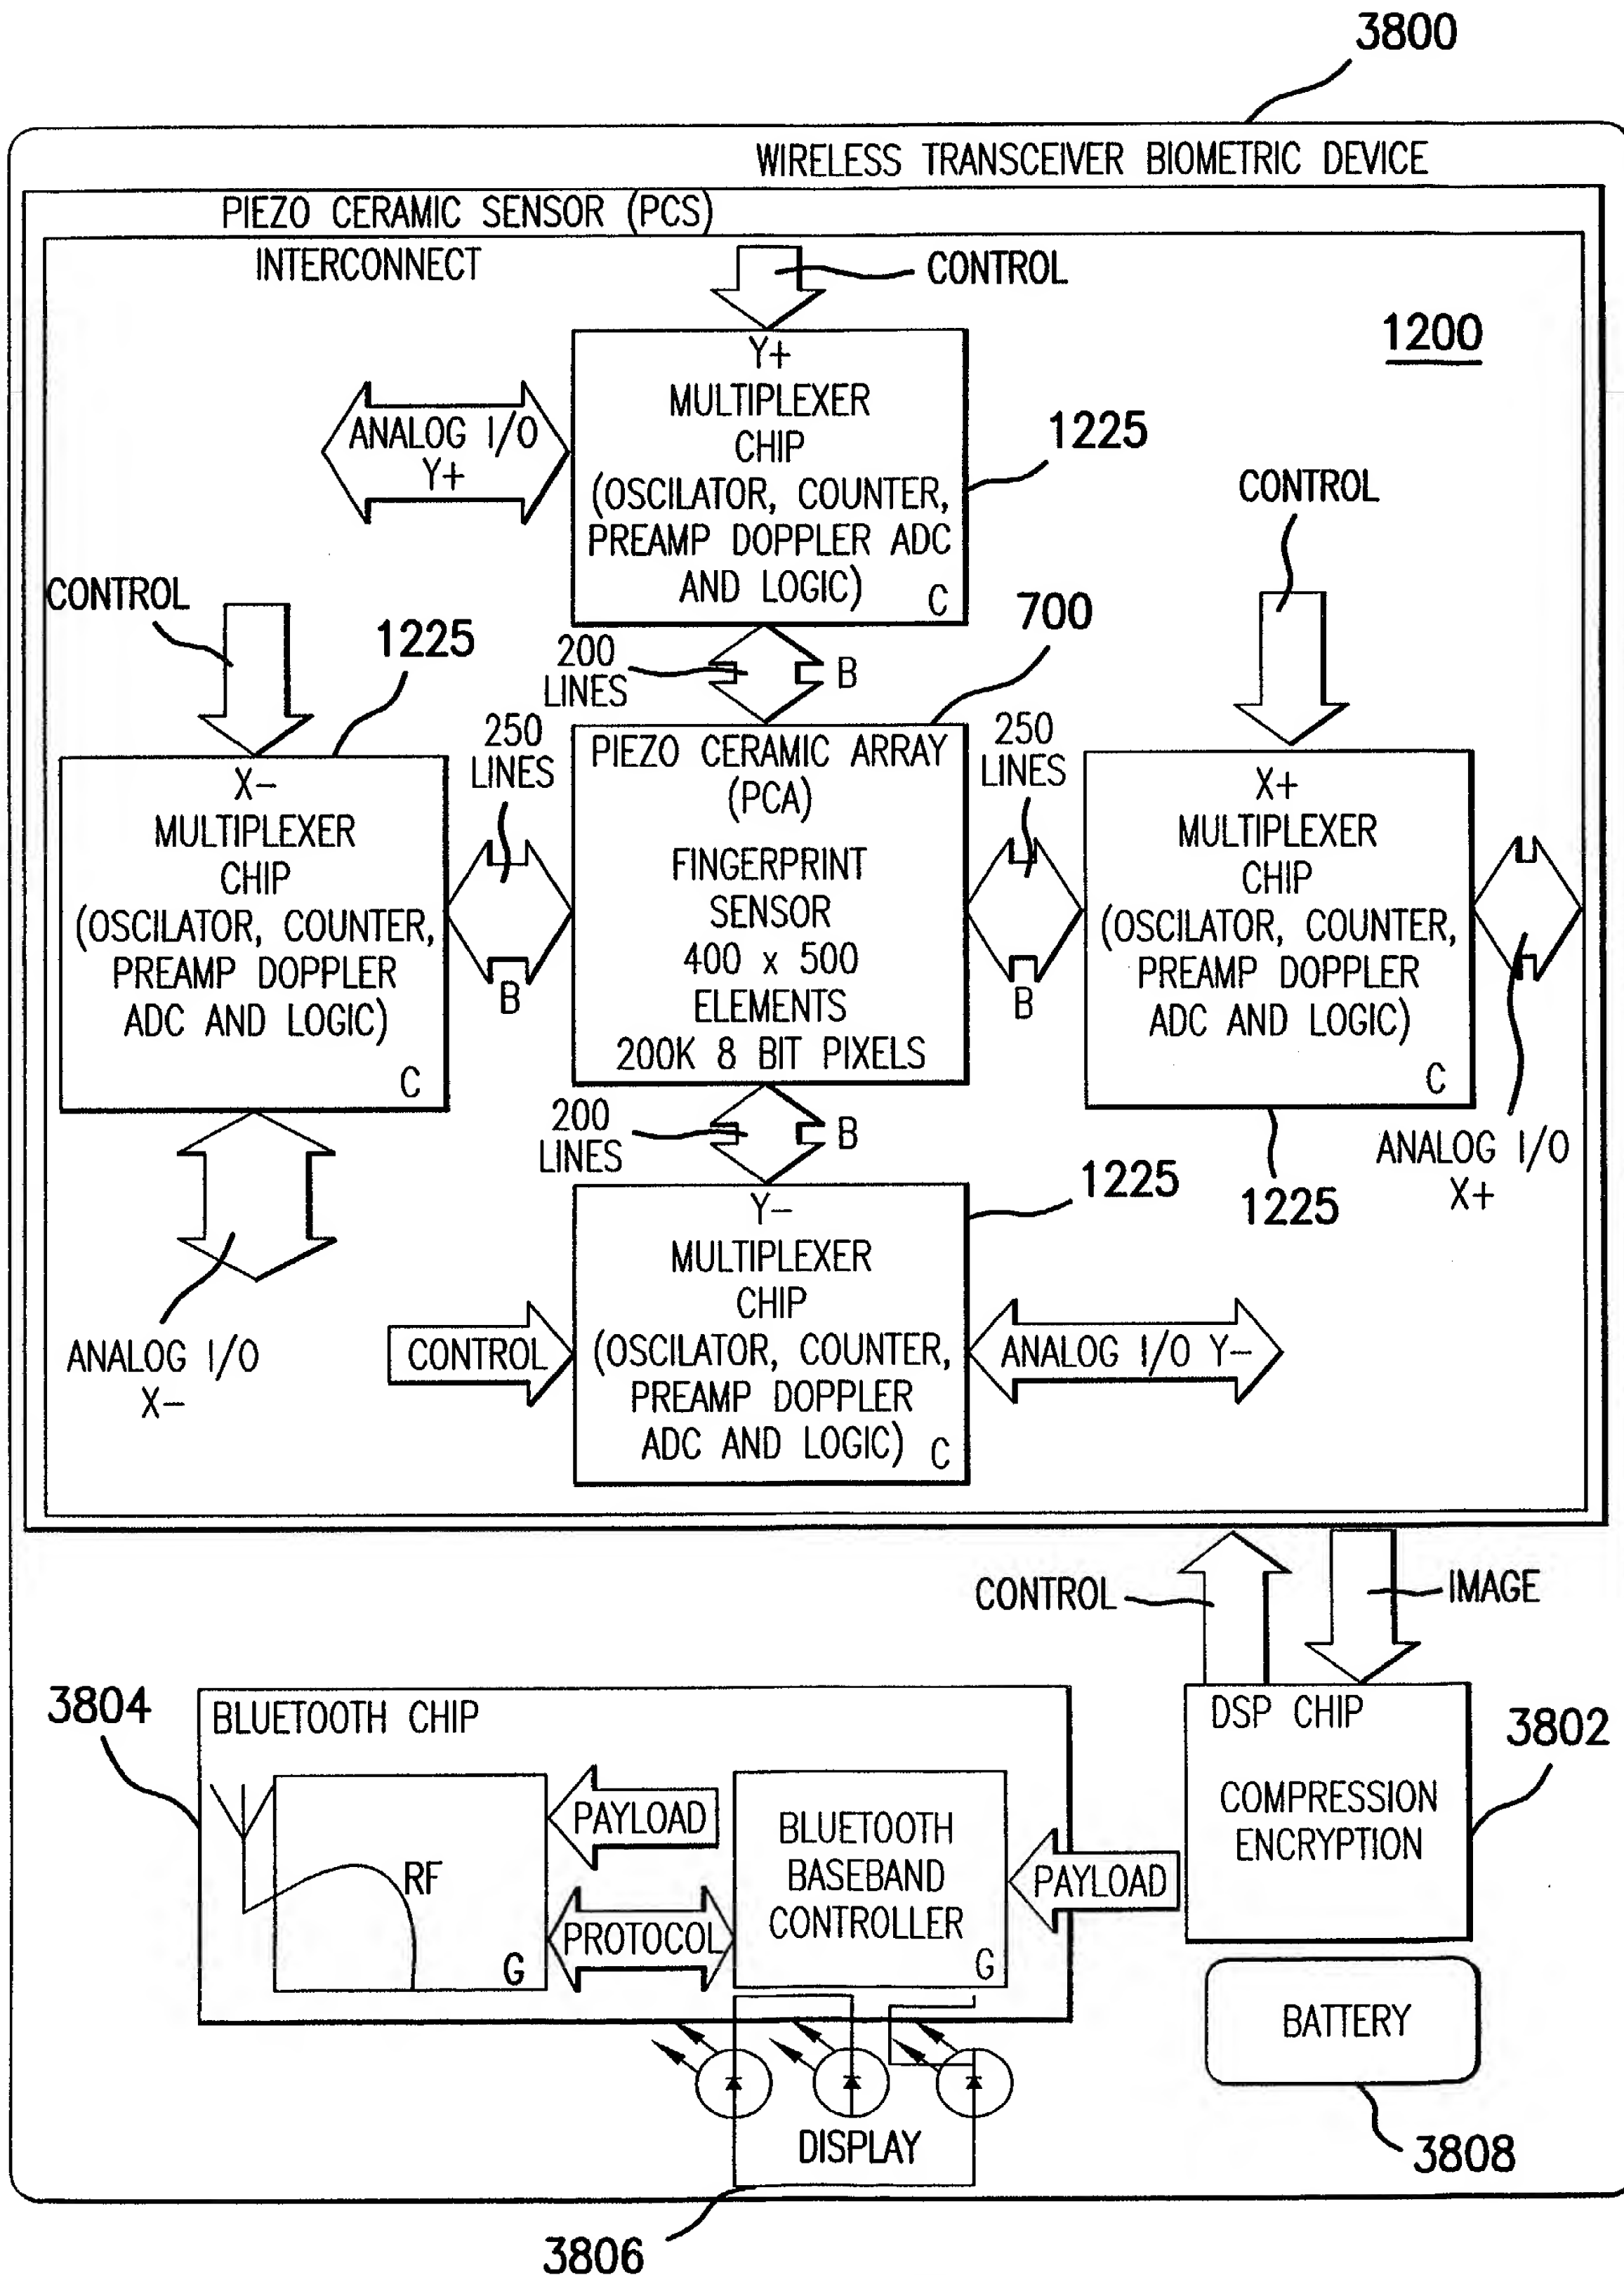 3800
WIRELESS TRANSCEIVER BIOMETRIC DEVICE
PIEZO CERAMIC SENSOR (PCS)
INTERCONNECT
CONTROL
1200
Y+
MULTIPLEXER
CHIP
(OSCILATOR, COUNTER,
PREAMP DOPPLER ADC
AND LOGIC)
C
ANALOG I/O
Y+
1225
CONTROL
CONTROL
1225
200
LINES
B
700
250
LINES
B
250
LINES
B
X-
MULTIPLEXER
CHIP
(OSCILATOR, COUNTER,
PREAMP DOPPLER
ADC AND LOGIC)
C
PIEZO CERAMIC ARRAY
(PCA)
FINGERPRINT
SENSOR
400 x 500
ELEMENTS
200K 8 BIT PIXELS
X+
MULTIPLEXER
CHIP
(OSCILATOR, COUNTER,
PREAMP DOPPLER
ADC AND LOGIC)
C
200
LINES
B
1225
1225
ANALOG I/O
X+
ANALOG I/O
X-
CONTROL
Y-
MULTIPLEXER
CHIP
(OSCILATOR, COUNTER,
PREAMP DOPPLER
ADC AND LOGIC)
C
ANALOG I/O Y-
CONTROL
IMAGE
3804
BLUETOOTH CHIP
RF
G
PAYLOAD
PROTOCOL
BLUETOOTH
BASEBAND
CONTROLLER
G
PAYLOAD
DSP CHIP
COMPRESSION
ENCRYPTION
3802
BATTERY
3808
DISPLAY
3806